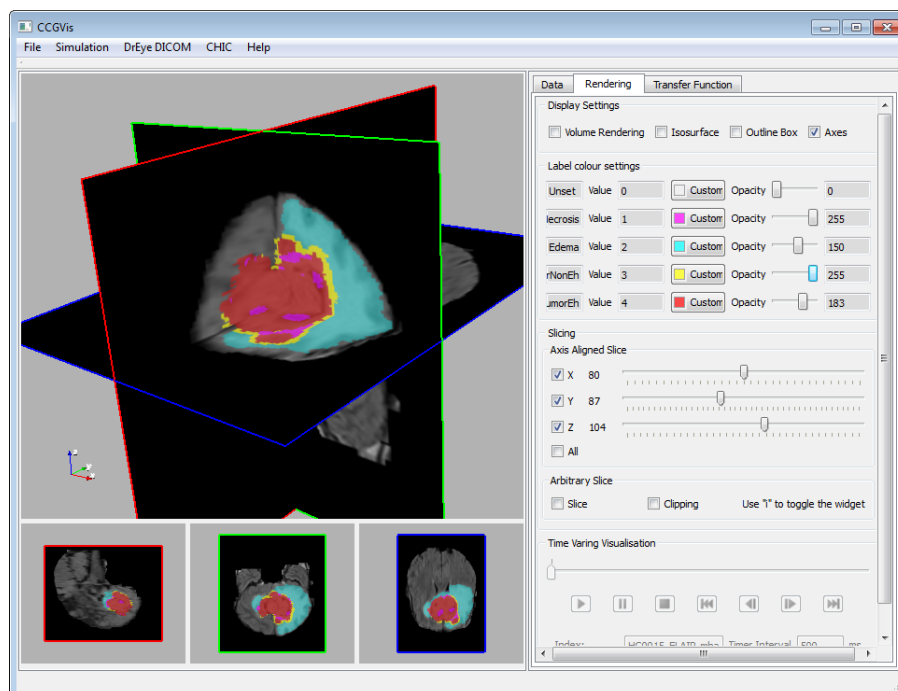 CCGVis
File Simulation DrEye DICOM CHIC Help
Data Rendering Transfer Function
Display Settings
Volume Rendering Isosurface Outline Box Axes
Label colour settings
Unset Value 0 Custom Opacity 0
Necrosis Value 1 Custom Opacity 255
Edema Value 2 Custom Opacity 150
rNonEh Value 3 Custom Opacity 255
umorEh Value 4 Custom Opacity 183
Slicing
Axis Aligned Slice
X 80
Y 87
Z 104
All
Arbitrary Slice
Slice Clipping Use "i" to toggle the widget
Time Varing Visualisation
Index: HG0015_FLAIR.mha Timer Interval 500 ms